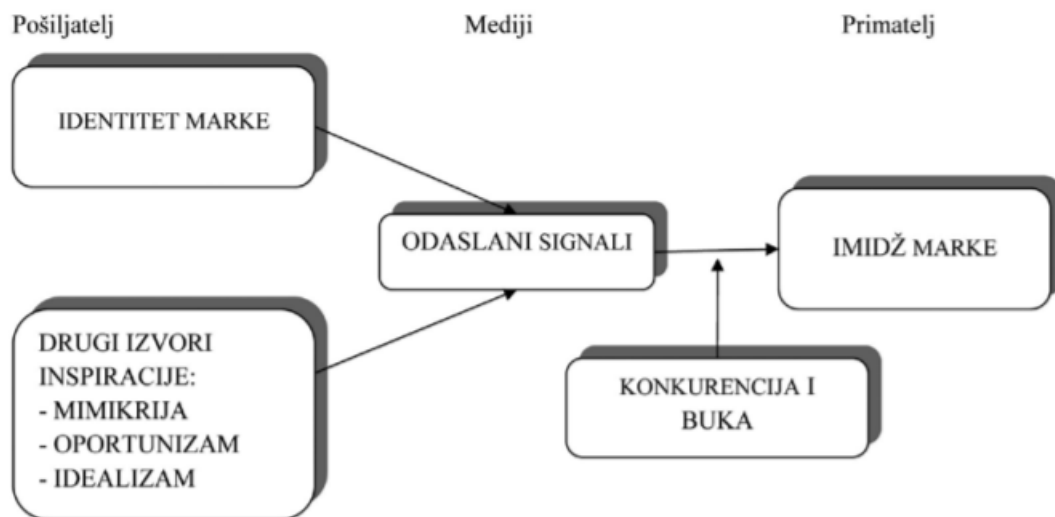 Pošiljatelj
Mediji
Primatelj
IDENTITET MARKE
ODASLANI SIGNALI
IMIDŽ MARKE
DRUGI IZVORI
INSPIRACIJE:
- MIMIKRIJA
- OPORTUNIZAM
- IDEALIZAM
KONKURENCIJA I
BUKA